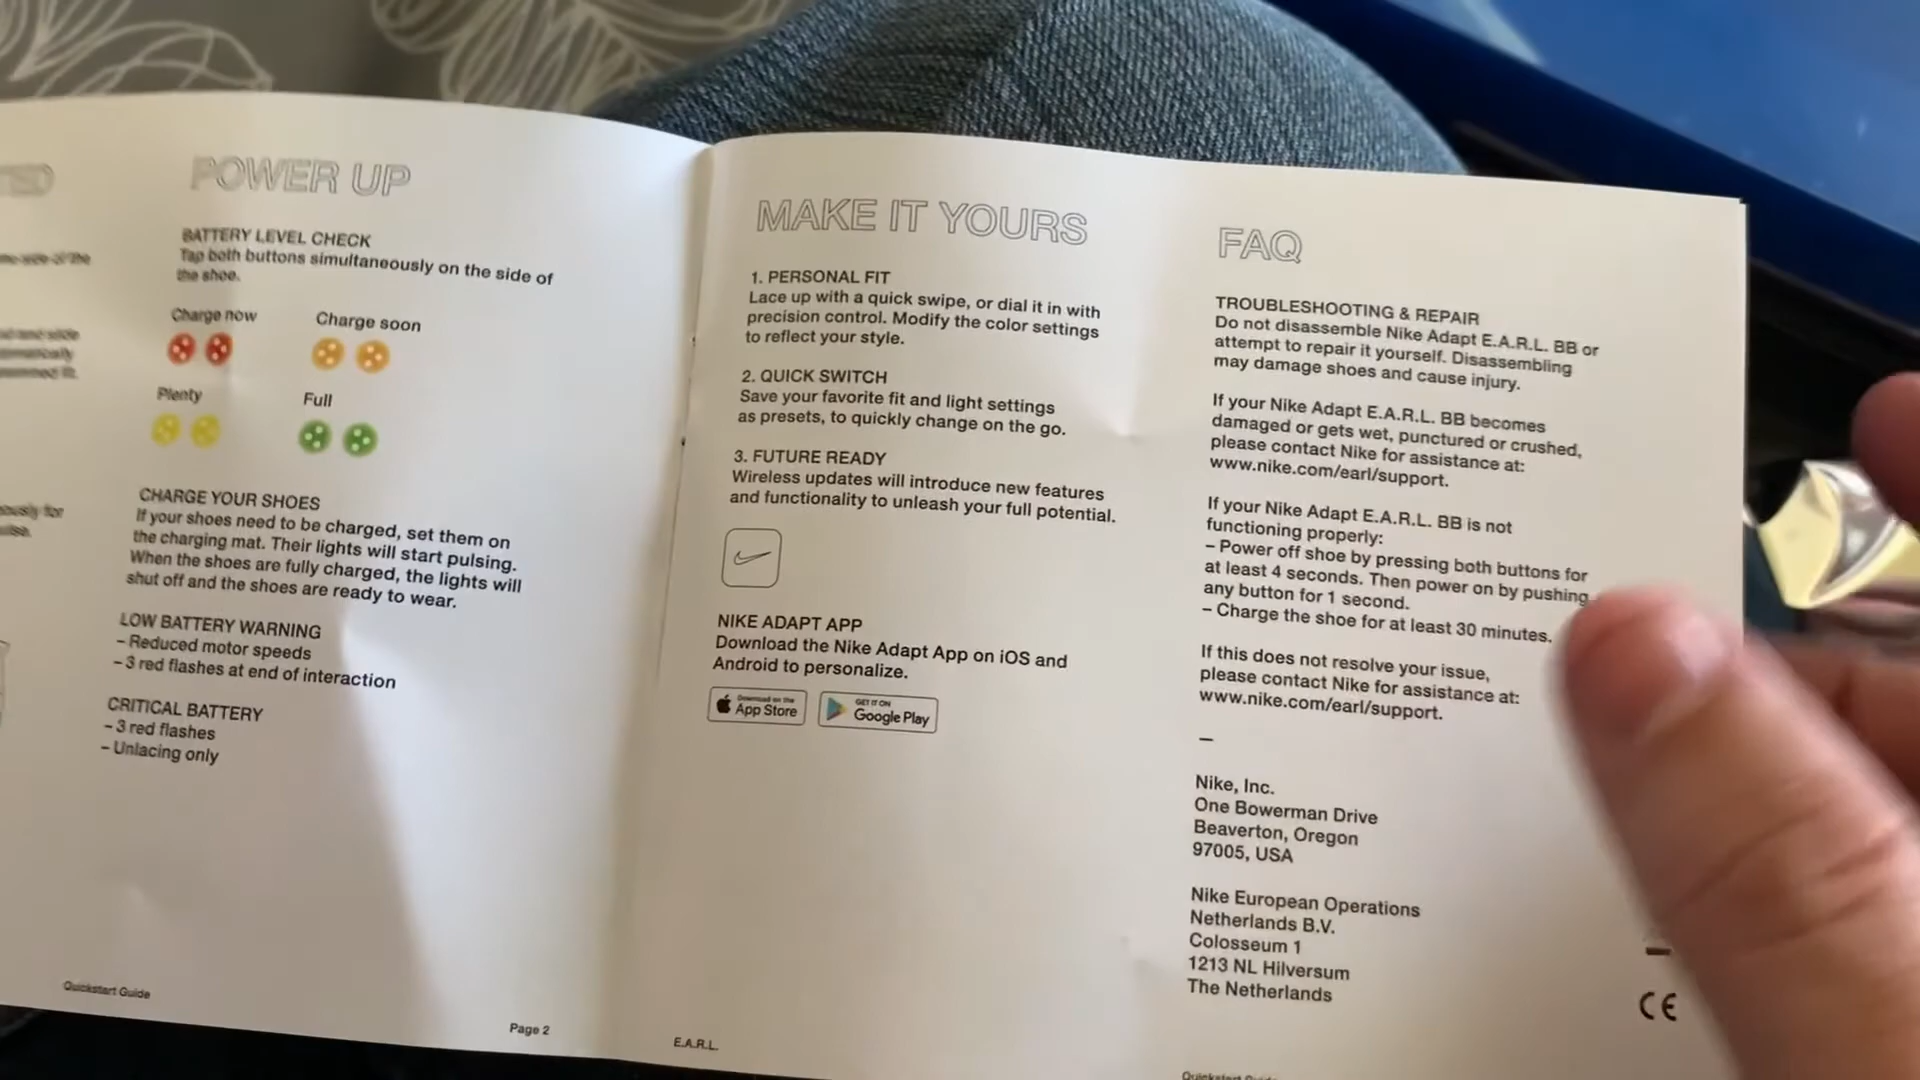 POWER UP
BATTERY LEVEL CHECK
Tap both buttons simultaneously on the side of
the shoe.
Charge now
Charge soon
Plenty
Full
CHARGE YOUR SHOES
If your shoes need to be charged, set them on
the charging mat. Their lights will start pulsing.
When the shoes are fully charged, the lights will
shut off and the shoes are ready to wear.
LOW BATTERY WARNING
– Reduced motor speeds
– 3 red flashes at end of interaction
CRITICAL BATTERY
– 3 red flashes
– Unlacing only
Quickstart Guide
Page 2
MAKE IT YOURS
1. PERSONAL FIT
Lace up with a quick swipe, or dial it in with
precision control. Modify the color settings
to reflect your style.
2. QUICK SWITCH
Save your favorite fit and light settings
as presets, to quickly change on the go.
3. FUTURE READY
Wireless updates will introduce new features
and functionality to unleash your full potential.
NIKE ADAPT APP
Download the Nike Adapt App on iOS and
Android to personalize.
Download on the
App Store
GET IT ON
Google Play
E.A.R.L.
FAQ
TROUBLESHOOTING & REPAIR
Do not disassemble Nike Adapt E.A.R.L. BB or
attempt to repair it yourself. Disassembling
may damage shoes and cause injury.
If your Nike Adapt E.A.R.L. BB becomes
damaged or gets wet, punctured or crushed,
please contact Nike for assistance at:
www.nike.com/earl/support.
If your Nike Adapt E.A.R.L. BB is not
functioning properly:
– Power off shoe by pressing both buttons for
at least 4 seconds. Then power on by pushing
any button for 1 second.
– Charge the shoe for at least 30 minutes.
If this does not resolve your issue,
please contact Nike for assistance at:
www.nike.com/earl/support.
—
Nike, Inc.
One Bowerman Drive
Beaverton, Oregon
97005, USA
Nike European Operations
Netherlands B.V.
Colosseum 1
1213 NL Hilversum
The Netherlands
CE
Quickstart